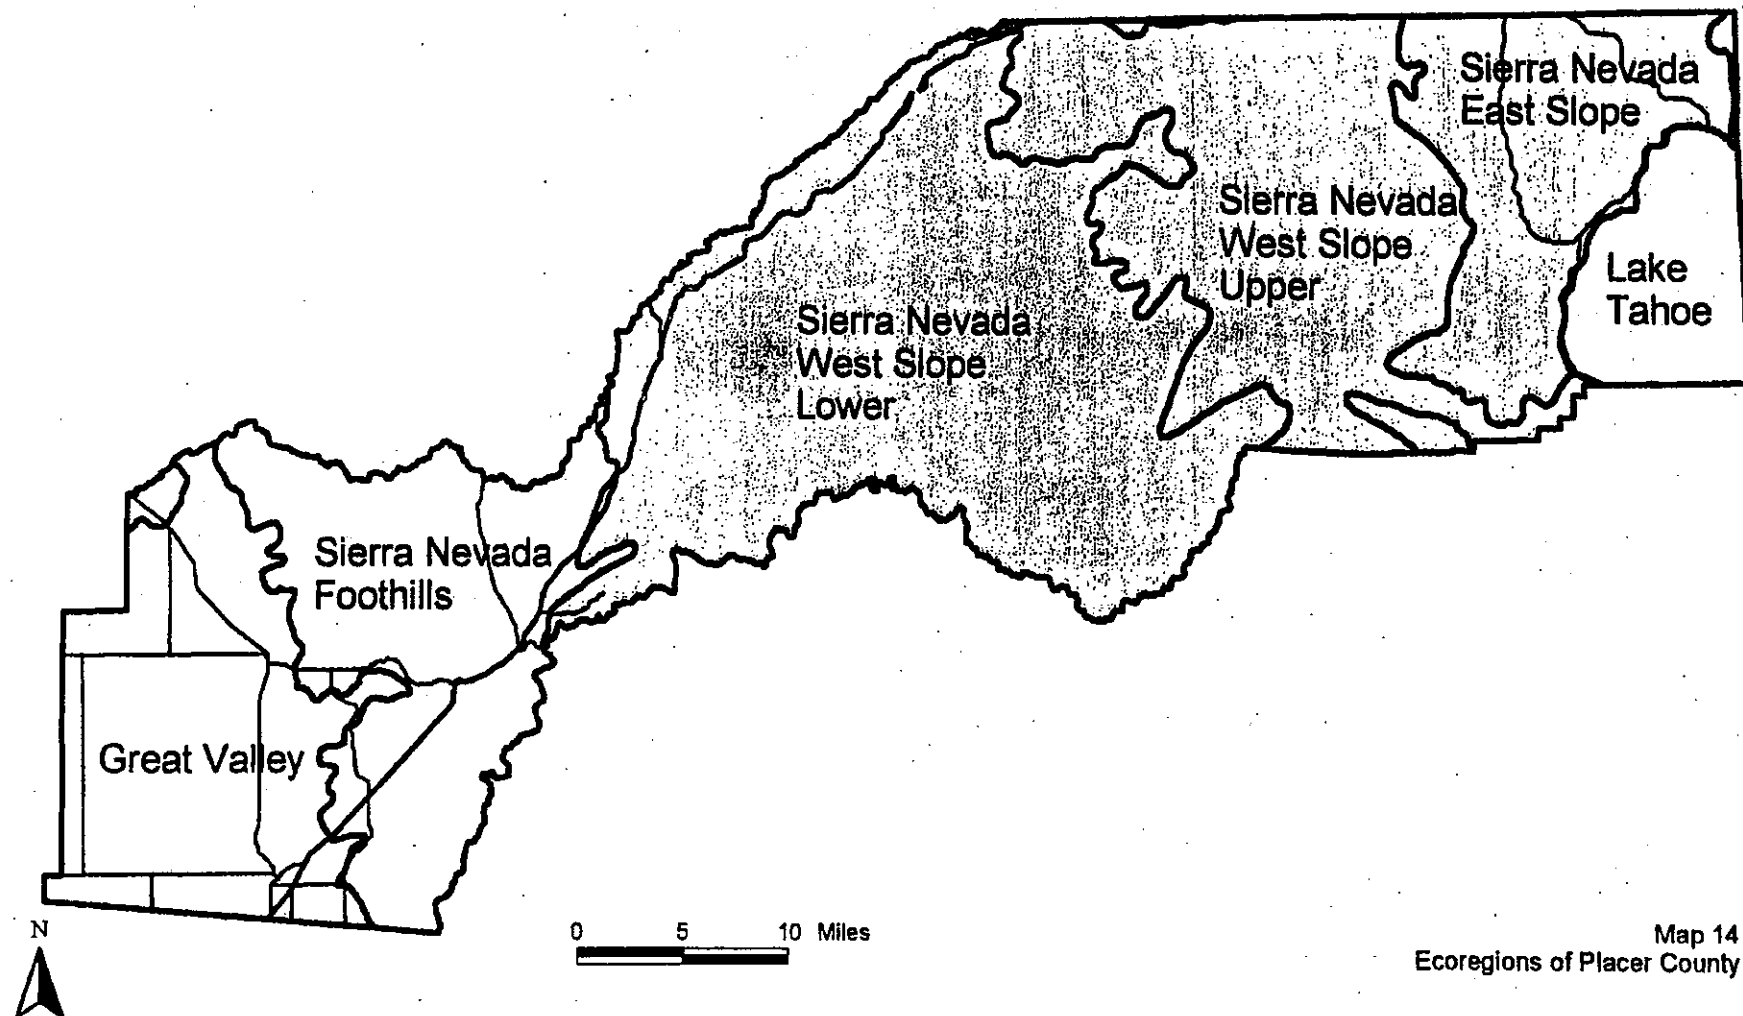 Sierra Nevada
East Slope
Sierra Nevada
West Slope
Upper
Lake
Tahoe
Sierra Nevada
West Slope
Lower
Sierra Nevada
Foothills
Great Valley
N
0 5 10 Miles
Map 14
Ecoregions of Placer County